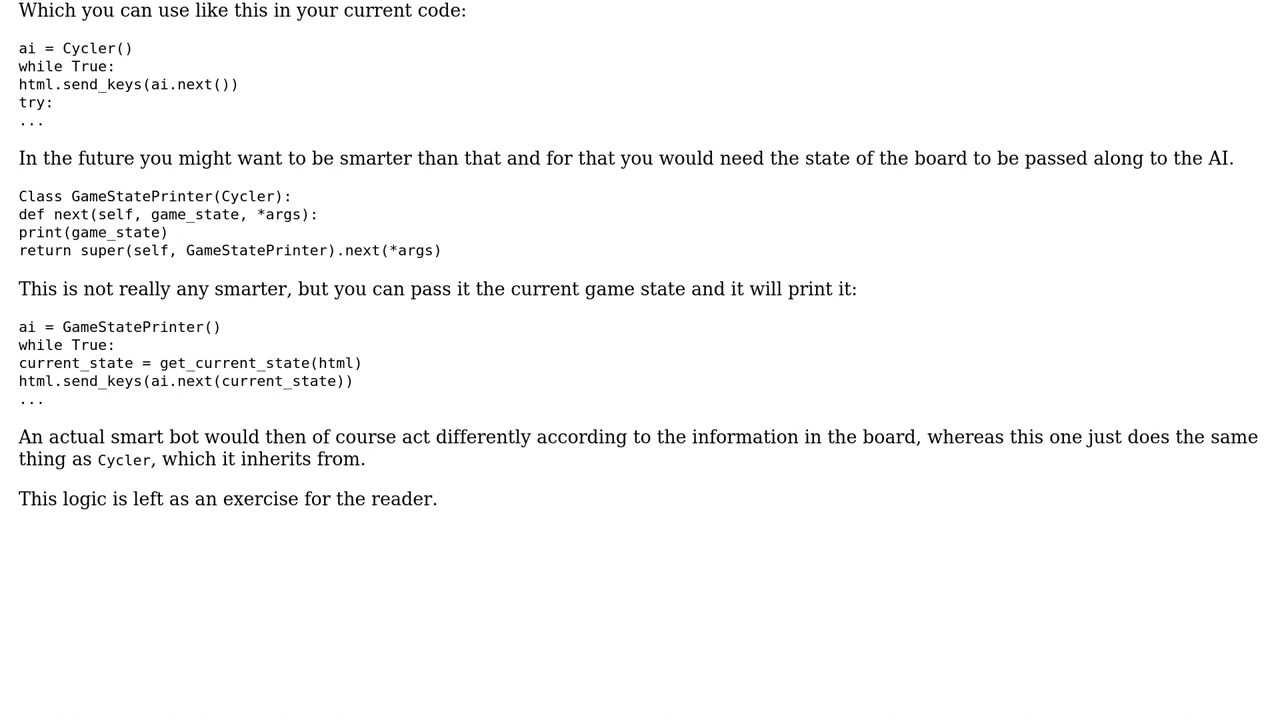 Which you can use like this in your current code:
ai = Cycler()
while True:
html.send_keys(ai.next())
try:
...
In the future you might want to be smarter than that and for that you would need the state of the board to be passed along to the AI.
Class GameStatePrinter(Cycler):
def next(self, game_state, *args):
print(game_state)
return super(self, GameStatePrinter).next(*args)
This is not really any smarter, but you can pass it the current game state and it will print it:
ai = GameStatePrinter()
while True:
current_state = get_current_state(html)
html.send_keys(ai.next(current_state))
...
An actual smart bot would then of course act differently according to the information in the board, whereas this one just does the same
thing as Cycler, which it inherits from.
This logic is left as an exercise for the reader.